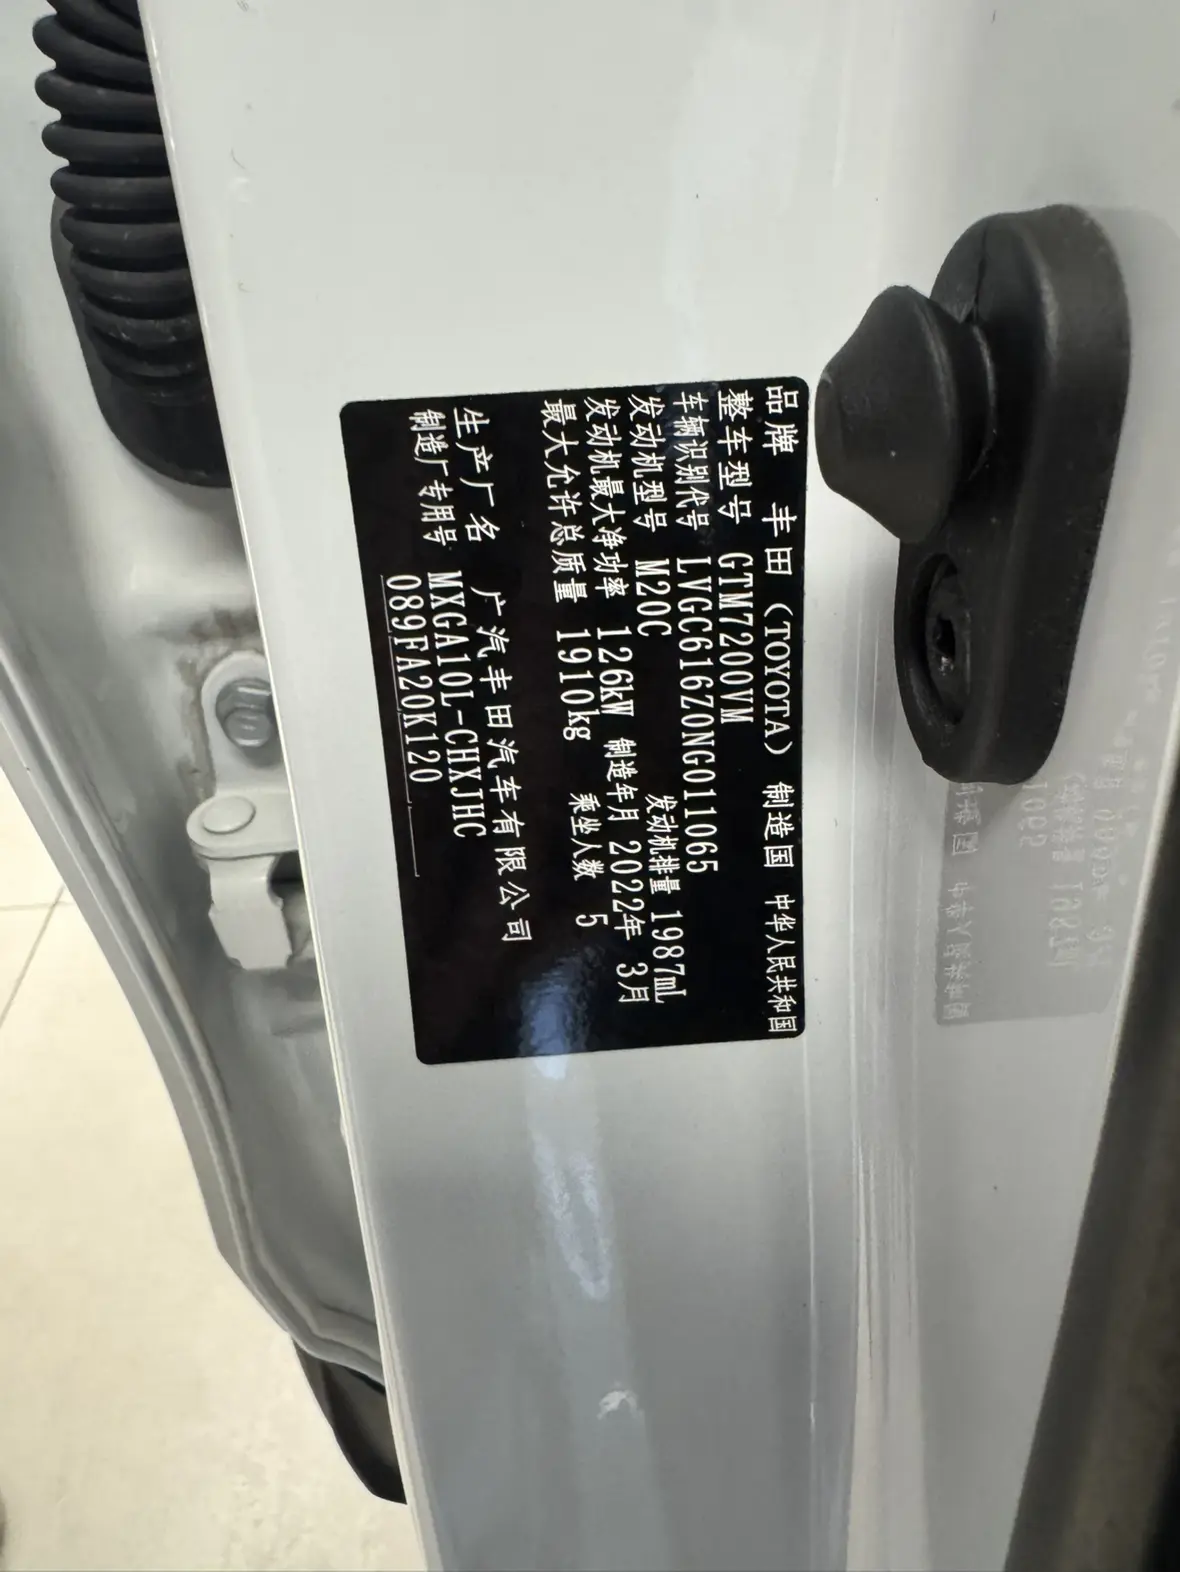 品牌 丰田（TOYOTA） 制造国 中华人民共和国
整车型号 GTM7200VM
车辆识别代号 LVGC616Z0NG011065
发动机型号 M20C 发动机排量 1987mL
发动机最大净功率 126kW 制造年月 2022年 3月
最大允许总质量 1910kg 乘坐人数 5
生产厂名 广汽丰田汽车有限公司
制造厂专用号 MXGA10L-CHXJHC
089FA20K120